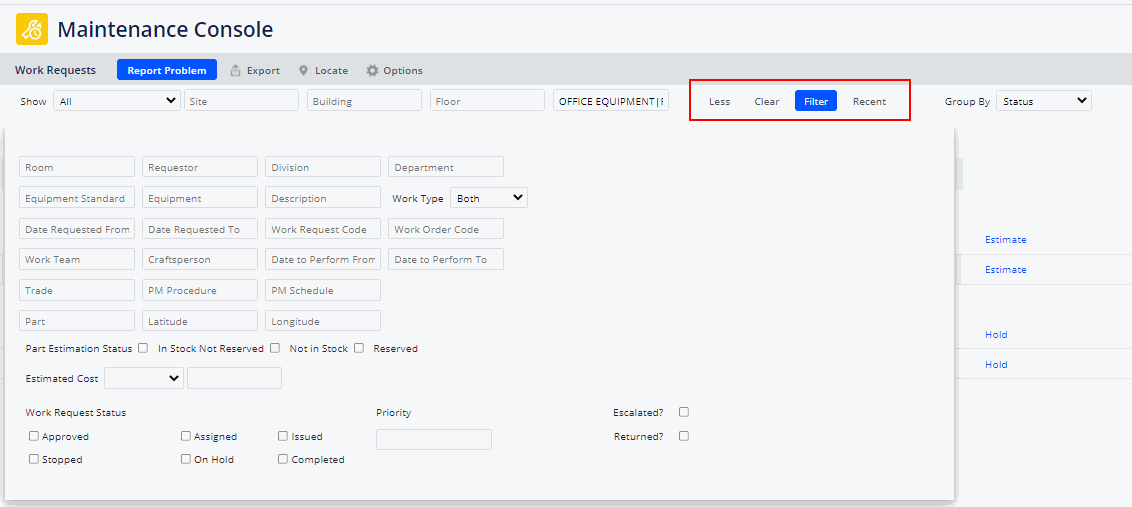 Maintenance Console
Work Requests Report Problem Export Locate Options
Show All Site Building Floor OFFICE EQUIPMENT| Less Clear Filter Recent Group By Status
Room Requestor Division Department
Equipment Standard Equipment Description Work Type Both
Date Requested From Date Requested To Work Request Code Work Order Code
Estimate
Work Team Craftsperson Date to Perform From Date to Perform To
Estimate
Trade PM Procedure PM Schedule
Part Latitude Longitude
Hold
Part Estimation Status In Stock Not Reserved Not in Stock Reserved
Hold
Estimated Cost
Work Request Status Priority Escalated?
Approved Assigned Issued Returned?
Stopped On Hold Completed